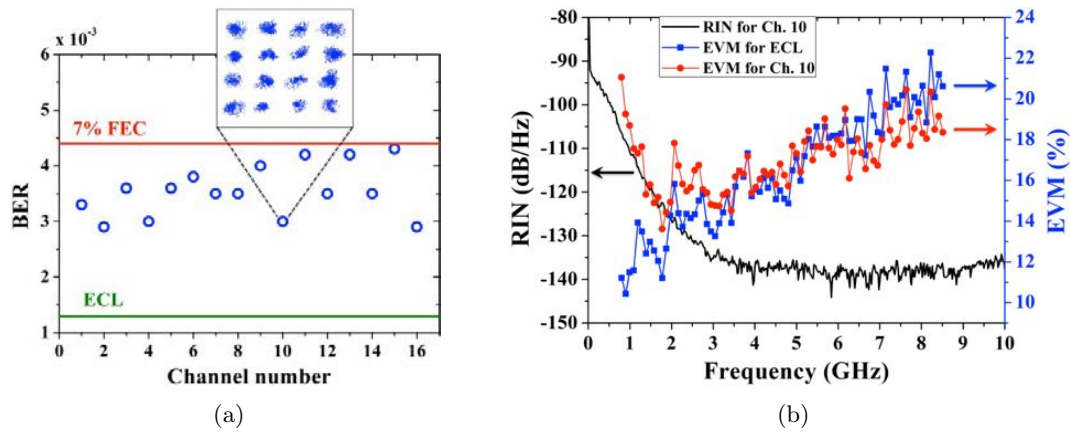 x 10⁻³
6
5
4
3
2
1
BER
7% FEC
ECL
0 2 4 6 8 10 12 14 16
Channel number
(a)
-80
-90
-100
-110
-120
-130
-140
-150
RIN (dB/Hz)
RIN for Ch. 10
EVM for ECL
EVM for Ch. 10
24
22
20
18
16
14
12
10
EVM (%)
0 1 2 3 4 5 6 7 8 9 10
Frequency (GHz)
(b)